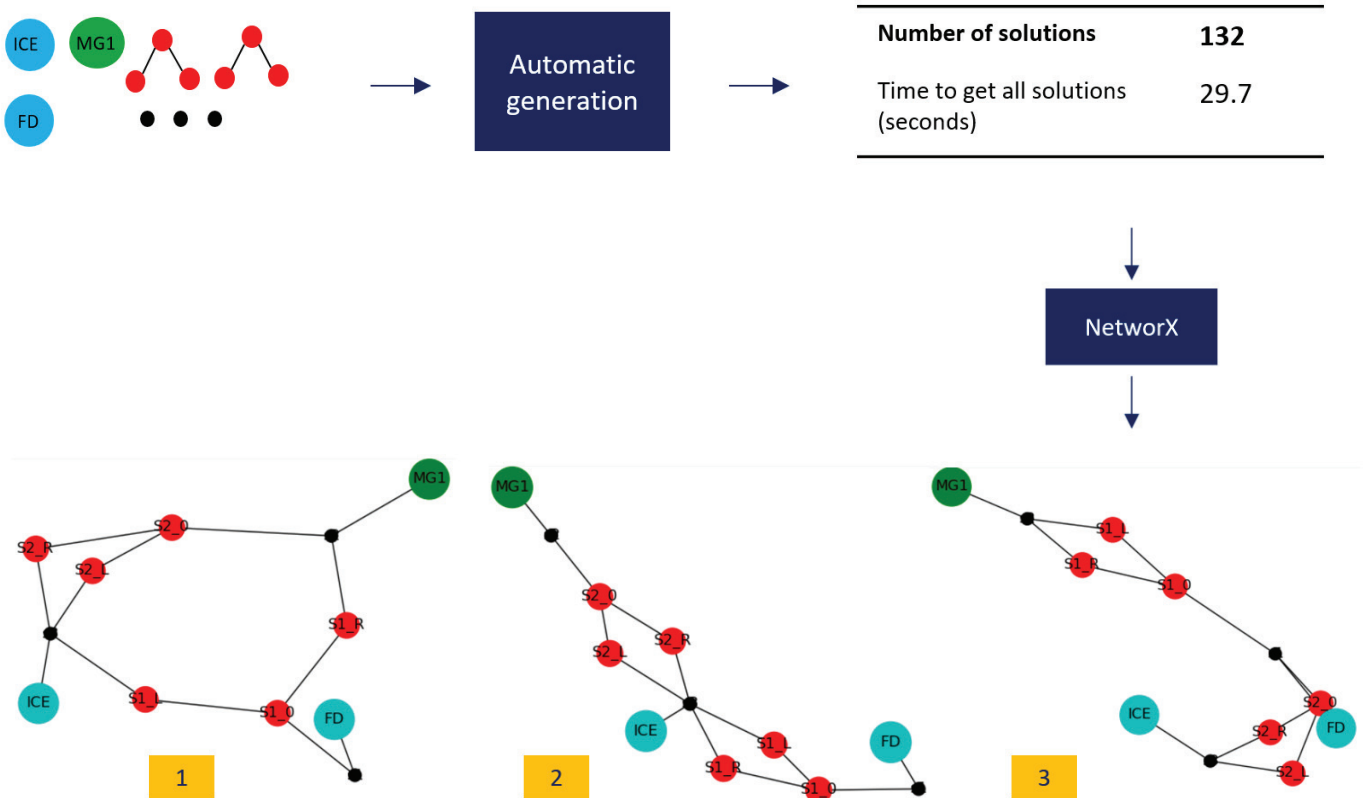 ICE
MG1
FD
Automatic
generation
Number of solutions 132
Time to get all solutions 29.7
(seconds)
NetworX
MG1
S2_0
S2_R
S2_L
S1_R
ICE
S1_L
S1_0
FD
1
MG1
S2_0
S2_R
S2_L
ICE
S1_L
FD
S1_R
S1_0
2
MG1
S1_L
S1_R
S1_0
S2_0
ICE
FD
S2_R
S2_L
3